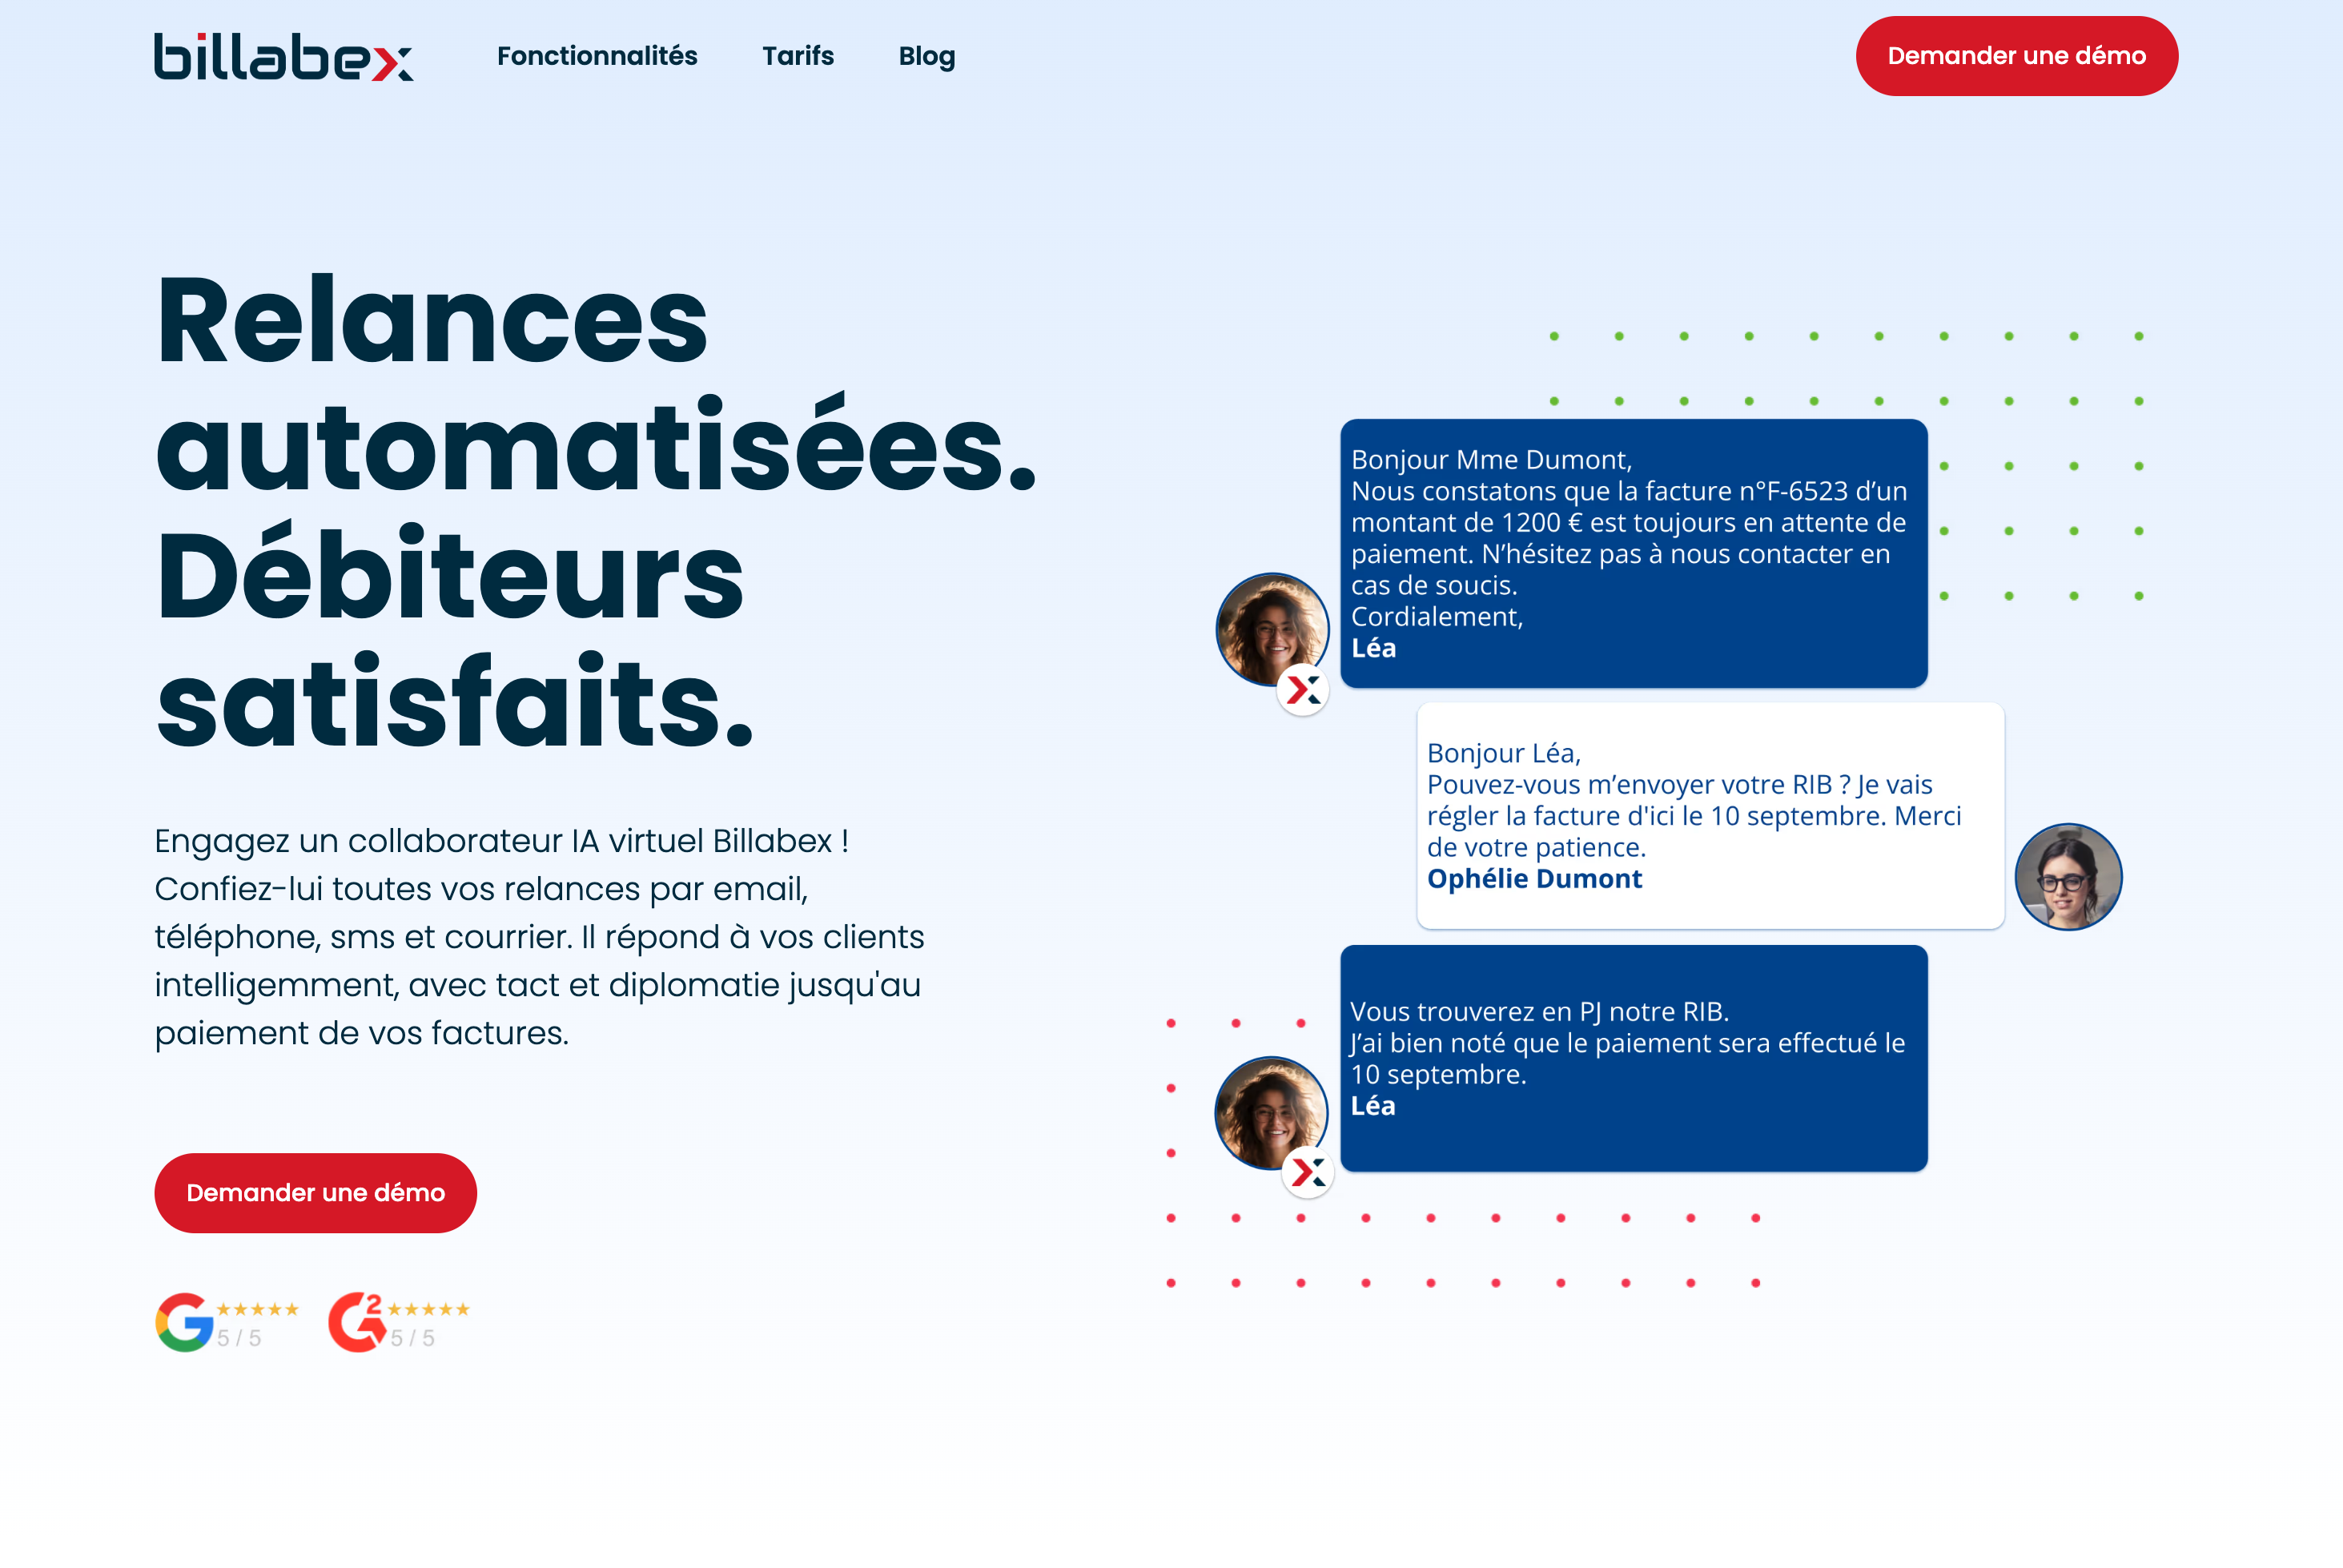 billabex
Fonctionnalités
Tarifs
Blog
Demander une démo
Relances
automatisées.
Débiteurs
satisfaits.
Engagez un collaborateur IA virtuel Billabex !
Confiez-lui toutes vos relances par email,
téléphone, sms et courrier. Il répond à vos clients
intelligemment, avec tact et diplomatie jusqu'au
paiement de vos factures.
Demander une démo
G
5 / 5
G2
5 / 5
Bonjour Mme Dumont,
Nous constatons que la facture n°F-6523 d’un
montant de 1200 € est toujours en attente de
paiement. N’hésitez pas à nous contacter en
cas de soucis.
Cordialement,
Léa
Bonjour Léa,
Pouvez-vous m’envoyer votre RIB ? Je vais
régler la facture d'ici le 10 septembre. Merci
de votre patience.
Ophélie Dumont
Vous trouverez en PJ notre RIB.
J’ai bien noté que le paiement sera effectué le
10 septembre.
Léa